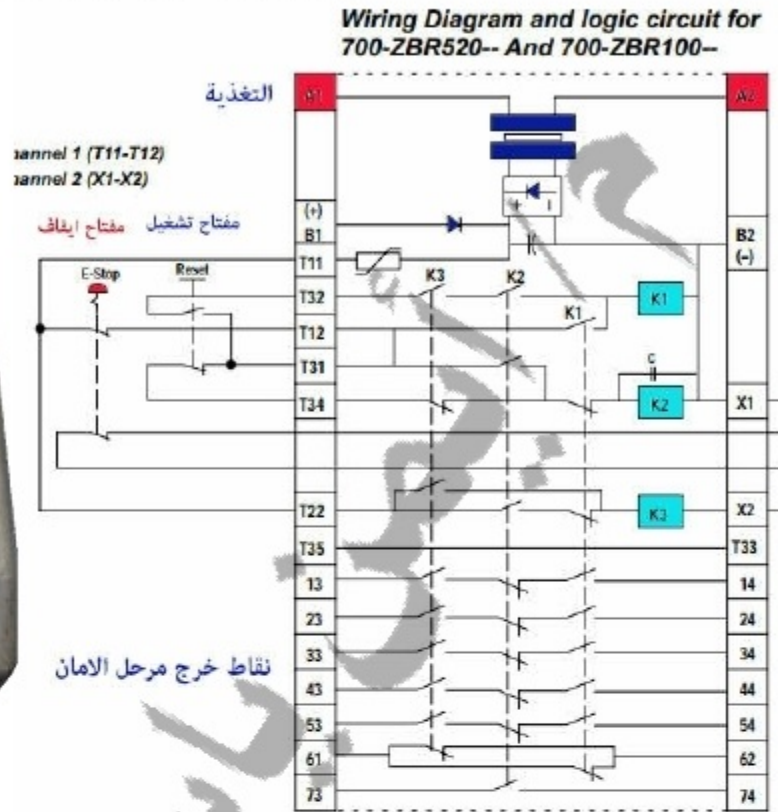 Wiring Diagram and logic circuit for
700-ZBR520-- And 700-ZBR100--
التغذية
A1
A2
hannel 1 (T11-T12)
hannel 2 (X1-X2)
مفتاح ايفاف
مفتاح تشغيل
(+)
B1
B2
(-)
T11
E-Stop
Reset
K3
K2
T32
K1
K1
T12
T31
C
T34
K2
X1
T22
K3
X2
T35
T33
13
14
23
24
33
34
نقاط خرج مرحل الامان
43
44
53
54
61
62
73
74